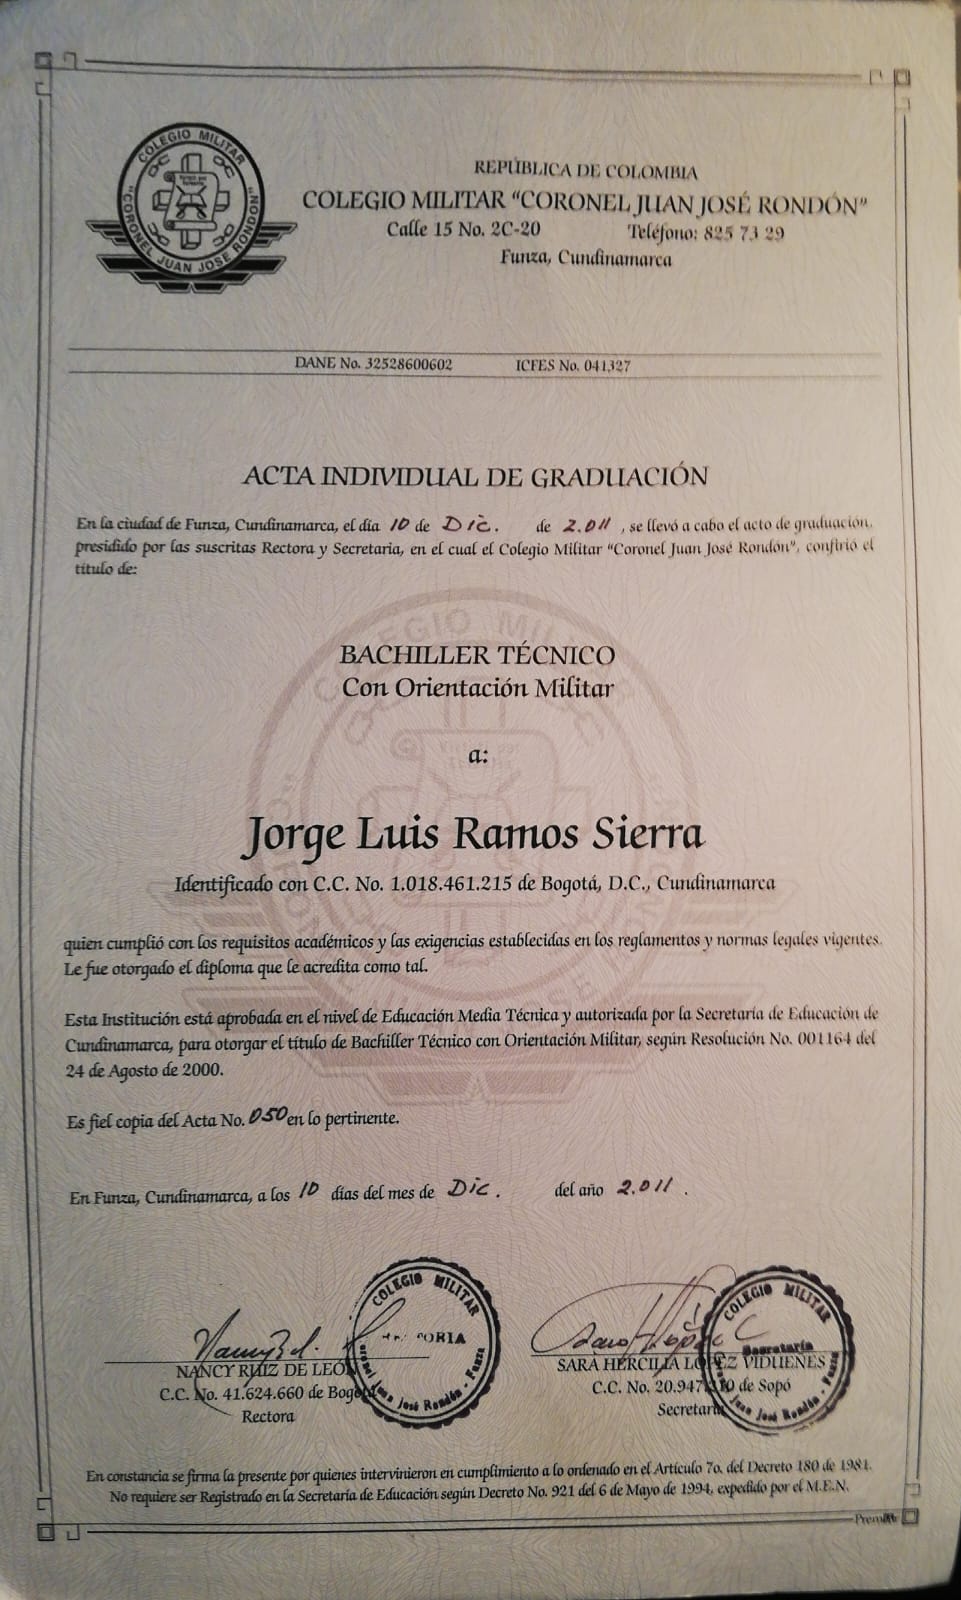 COLEGIO MILITAR
"CORONEL JUAN JOSE RONDON"
REPÚBLICA DE COLOMBIA
COLEGIO MILITAR "CORONEL JUAN JOSÉ RONDÓN"
Calle 15 No. 2C-20 Teléfono: 825 73 29
Funza, Cundinamarca
DANE No. 32528600602 ICFES No. 041327
ACTA INDIVIDUAL DE GRADUACIÓN
En la ciudad de Funza, Cundinamarca, el día 10 de Dic. de 2.011, se llevó a cabo el acto de graduación,
presidido por las suscritas Rectora y Secretaria, en el cual el Colegio Militar "Coronel Juan José Rondón", confirió el
título de:
BACHILLER TÉCNICO
Con Orientación Militar
a:
Jorge Luis Ramos Sierra
Identificado con C.C. No. 1.018.461.215 de Bogotá, D.C., Cundinamarca
quien cumplió con los requisitos académicos y las exigencias establecidas en los reglamentos y normas legales vigentes.
Le fue otorgado el diploma que le acredita como tal.
Esta Institución está aprobada en el nivel de Educación Media Técnica y autorizada por la Secretaría de Educación de
Cundinamarca, para otorgar el título de Bachiller Técnico con Orientación Militar, según Resolución No. 001164 del
24 de Agosto de 2000.
Es fiel copia del Acta No. 050 en lo pertinente.
En Funza, Cundinamarca, a los 10 días del mes de Dic. del año 2.011.
COLEGIO MILITAR
José Rondón - Funza
COLEGIO MILITAR
Secretaría
Juan José Rondón - Funza
NANCY RUIZ DE LEÓN SARA HERCILIA LÓPEZ VIDUEÑES
C.C. No. 41.624.660 de Bogotá C.C. No. de Sopó
Rectora Secretaria
En constancia se firma la presente por quienes intervinieron en cumplimiento a lo ordenado en el Artículo 7o. del Decreto 180 de 1981.
No requiere ser Registrado en la Secretaría de Educación según Decreto No. 921 del 6 de Mayo de 1994, expedido por el M.E.N.